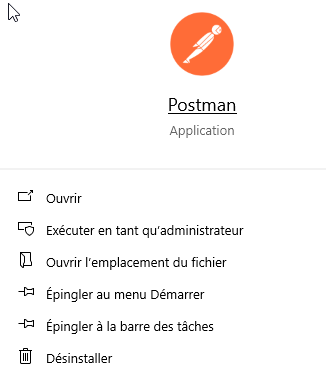 Postman
Application
Ouvrir
Exécuter en tant qu’administrateur
Ouvrir l’emplacement du fichier
Épingler au menu Démarrer
Épingler à la barre des tâches
Désinstaller